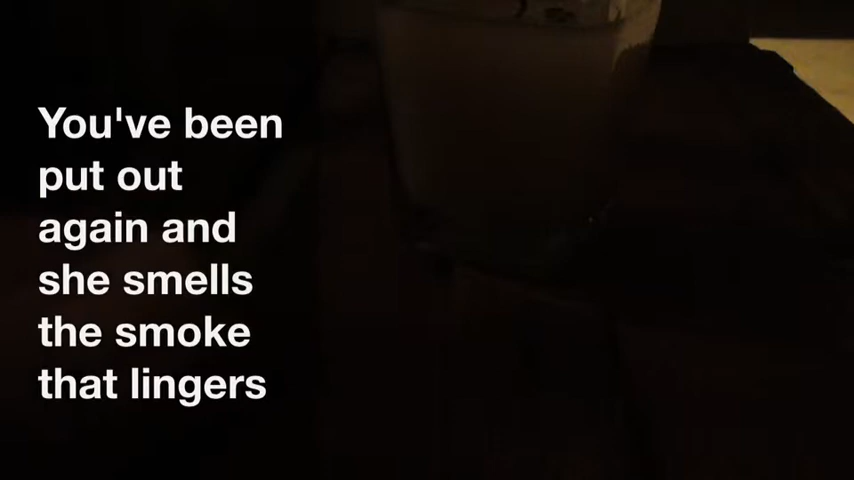 You've been
put out
again and
she smells
the smoke
that lingers